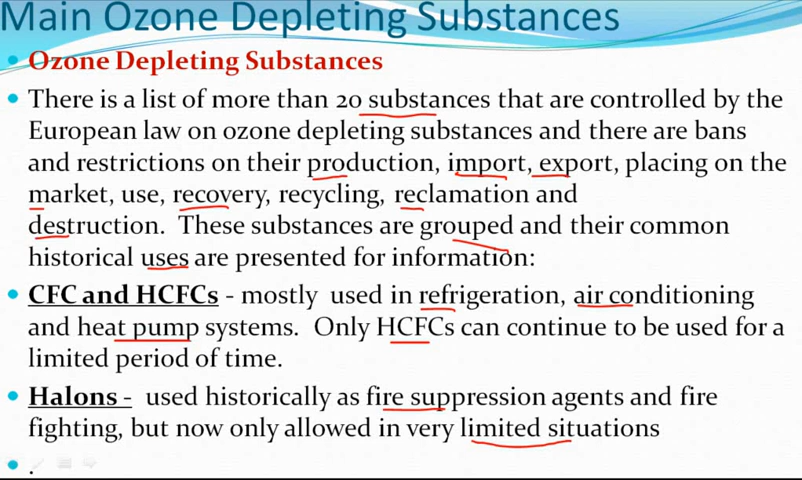 Main Ozone Depleting Substances
• Ozone Depleting Substances
• There is a list of more than 20 substances that are controlled by the
European law on ozone depleting substances and there are bans
and restrictions on their production, import, export, placing on the
market, use, recovery, recycling, reclamation and
destruction. These substances are grouped and their common
historical uses are presented for information:
• CFC and HCFCs - mostly used in refrigeration, air conditioning
and heat pump systems. Only HCFCs can continue to be used for a
limited period of time.
• Halons - used historically as fire suppression agents and fire
fighting, but now only allowed in very limited situations
• .